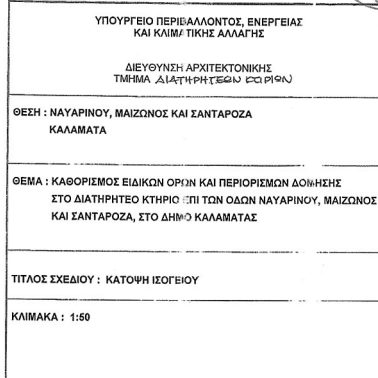 ΥΠΟΥΡΓΕΙΟ ΠΕΡΙΒΑΛΛΟΝΤΟΣ, ΕΝΕΡΓΕΙΑΣ
ΚΑΙ ΚΛΙΜΑΤΙΚΗΣ ΑΛΛΑΓΗΣ
ΔΙΕΥΘΥΝΣΗ ΑΡΧΙΤΕΚΤΟΝΙΚΗΣ
ΤΜΗΜΑ ΔΙΑΤΗΡΗΤΕΩΝ ΚΤΙΡΙΩΝ
ΘΕΣΗ : ΝΑΥΑΡΙΝΟΥ, ΜΑΙΖΩΝΟΣ ΚΑΙ ΣΑΝΤΑΡΟΖΑ
ΚΑΛΑΜΑΤΑ
ΘΕΜΑ : ΚΑΘΟΡΙΣΜΟΣ ΕΙΔΙΚΩΝ ΟΡΩΝ ΚΑΙ ΠΕΡΙΟΡΙΣΜΩΝ ΔΟΜΗΣΗΣ
ΣΤΟ ΔΙΑΤΗΡΗΤΕΟ ΚΤΗΡΙΟ ΕΠΙ ΤΩΝ ΟΔΩΝ ΝΑΥΑΡΙΝΟΥ, ΜΑΙΖΩΝΟΣ
ΚΑΙ ΣΑΝΤΑΡΟΖΑ, ΣΤΟ ΔΗΜΟ ΚΑΛΑΜΑΤΑΣ
ΤΙΤΛΟΣ ΣΧΕΔΙΟΥ : ΚΑΤΟΨΗ ΙΣΟΓΕΙΟΥ
ΚΛΙΜΑΚΑ : 1:50